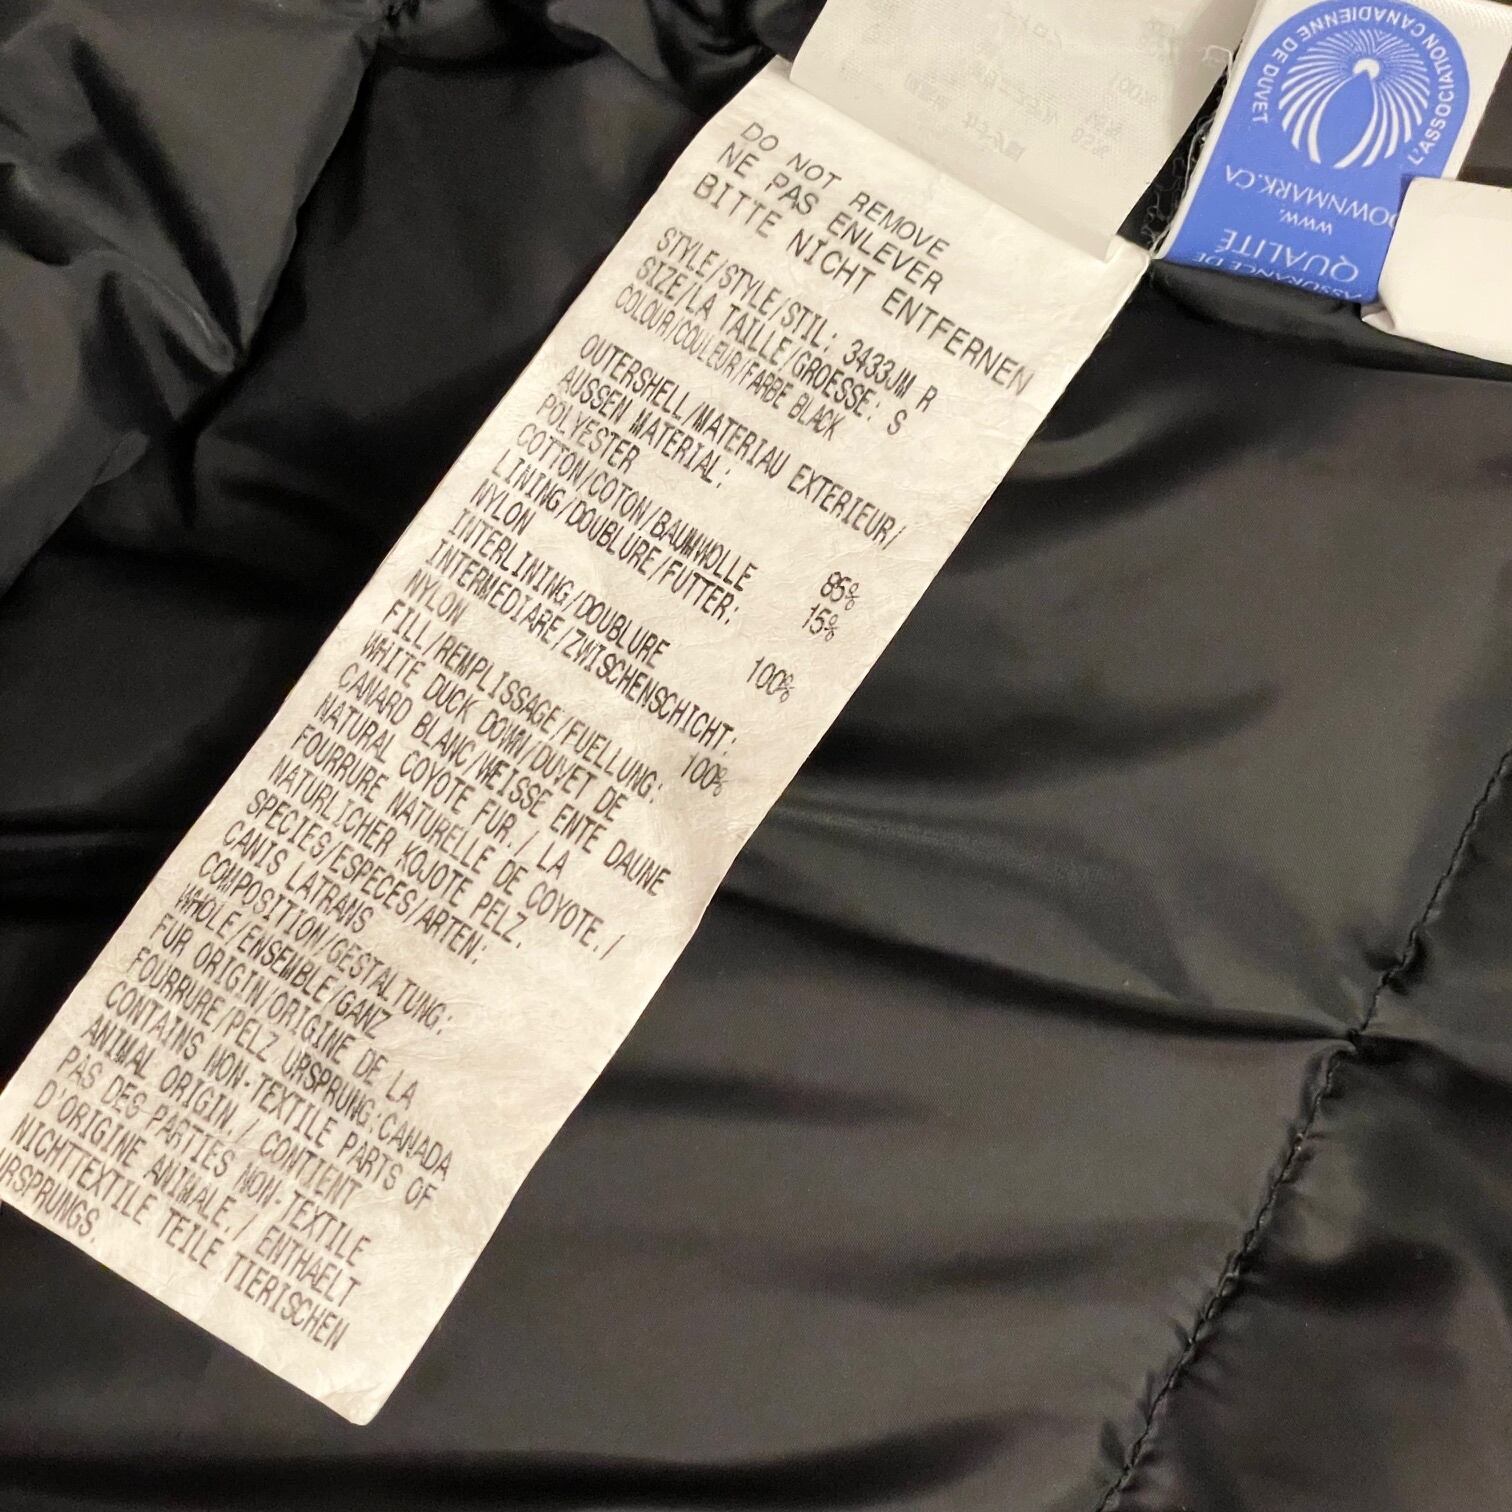 DO NOT REMOVE
NE PAS ENLEVER
BITTE NICHT ENTFERNEN
STYLE/STYLE/STIL: 3433JM R
SIZE/LA TAILLE/GROESSE: S
COLOUR/COULEUR/FARBE BLACK
OUTERSHELL/MATERIAU EXTERIEUR/
AUSSEN MATERIAL:
POLYESTER 85%
COTTON/COTON/BAUMWOLLE 15%
LINING/DOUBLURE/FUTTER:
NYLON 100%
INTERLINING/DOUBLURE
INTERMEDIARE/ZWISCHENSCHICHT:
NYLON 100%
FILL/REMPLISSAGE/FUELLUNG:
WHITE DUCK DOWN/DUVET DE
CANARD BLANC/WEISSE ENTE DAUNE
NATURAL COYOTE FUR./ LA
FOURRURE NATURELLE DE COYOTE./
NATURLICHER KOJOTE PELZ.
SPECIES/ESPECES/ARTEN:
CANIS LATRANS
COMPOSITION/GESTALTUNG:
WHOLE/ENSEMBLE/GANZ
FUR ORIGIN/ORIGINE DE LA
FOURRURE/PELZ URSPRUNG:CANADA
CONTAINS NON-TEXTILE PARTS OF
ANIMAL ORIGIN./ CONTIENT
PAS DES PARTIES NON-TEXTILE
D'ORIGINE ANIMALE./ ENTHAELT
NICHTTEXTILE TEILE TIERISCHEN
URSPRUNGS.
L'ASSOCIATION CANADIENNE DE DUVET
WWW.
DOWNMARK.CA
ASSURANCE DE
QUALITÉ